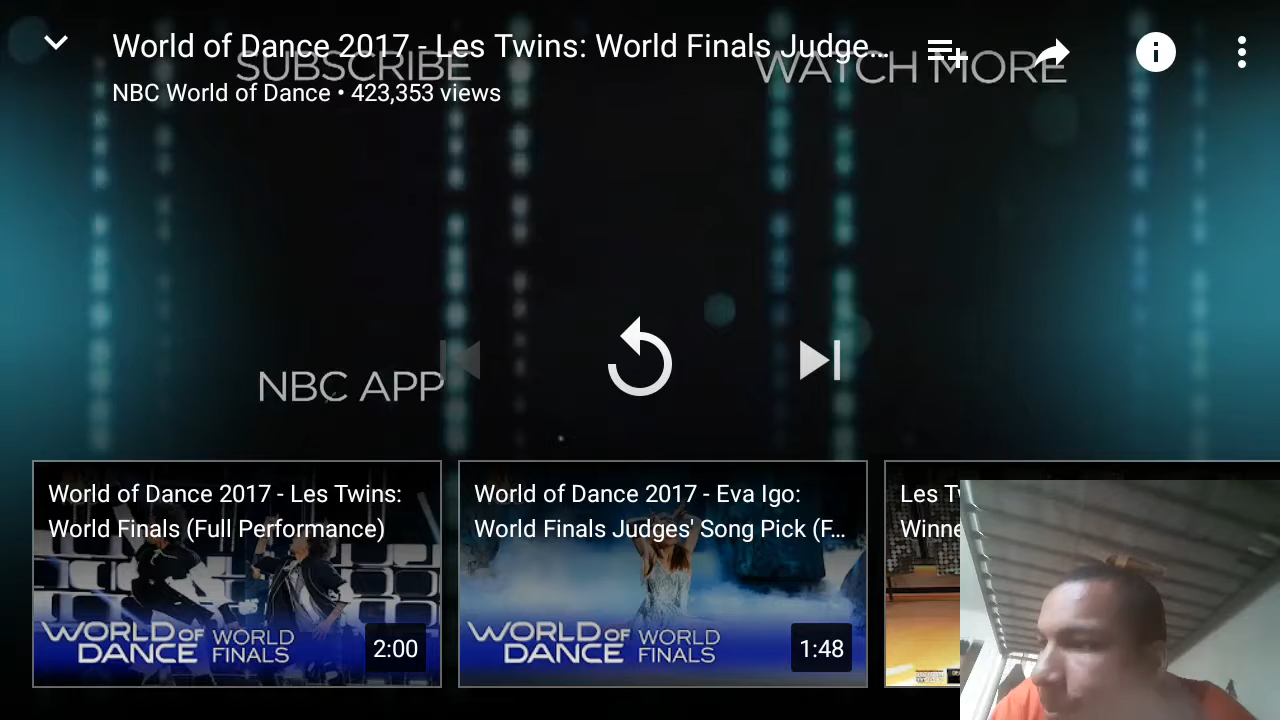 World of Dance 2017 - Les Twins: World Finals Judge...
SUBSCRIBE
WATCH MORE
NBC World of Dance • 423,353 views
NBC APP
World of Dance 2017 - Les Twins:
World Finals (Full Performance)
WORLD OF DANCE WORLD FINALS
2:00
World of Dance 2017 - Eva Igo:
World Finals Judges' Song Pick (F...
WORLD OF DANCE WORLD FINALS
1:48
Les Tw
Winne